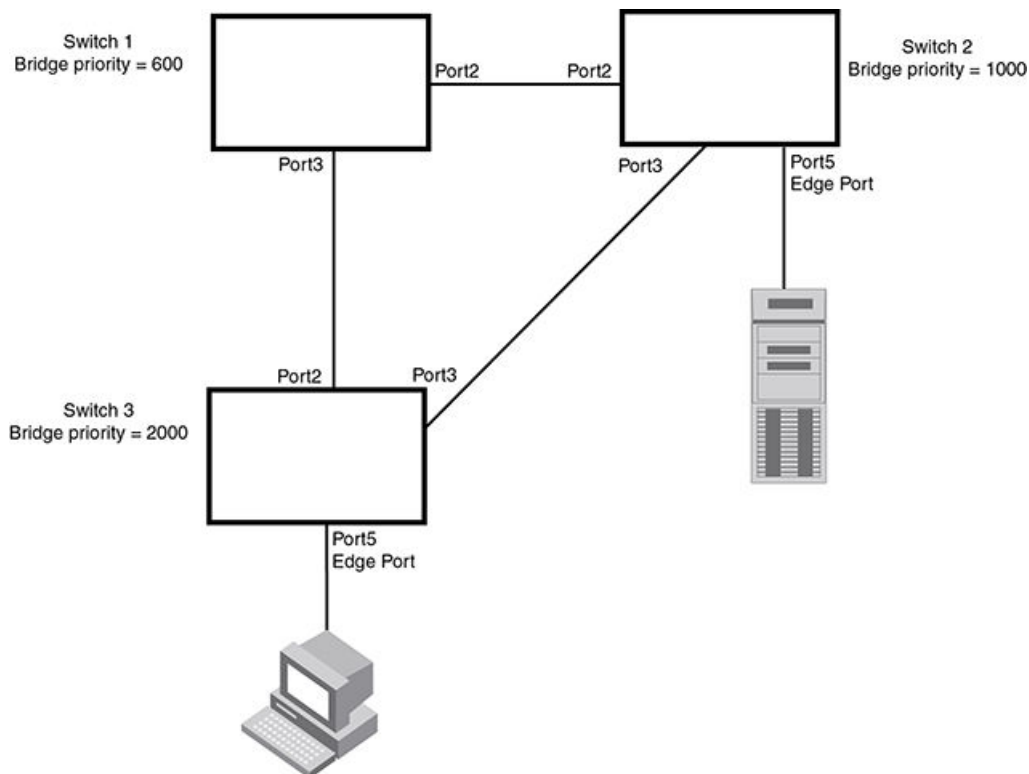 Switch 1
Bridge priority = 600
Port2
Port2
Switch 2
Bridge priority = 1000
Port3
Port3
Port5
Edge Port
Port2
Port3
Switch 3
Bridge priority = 2000
Port5
Edge Port